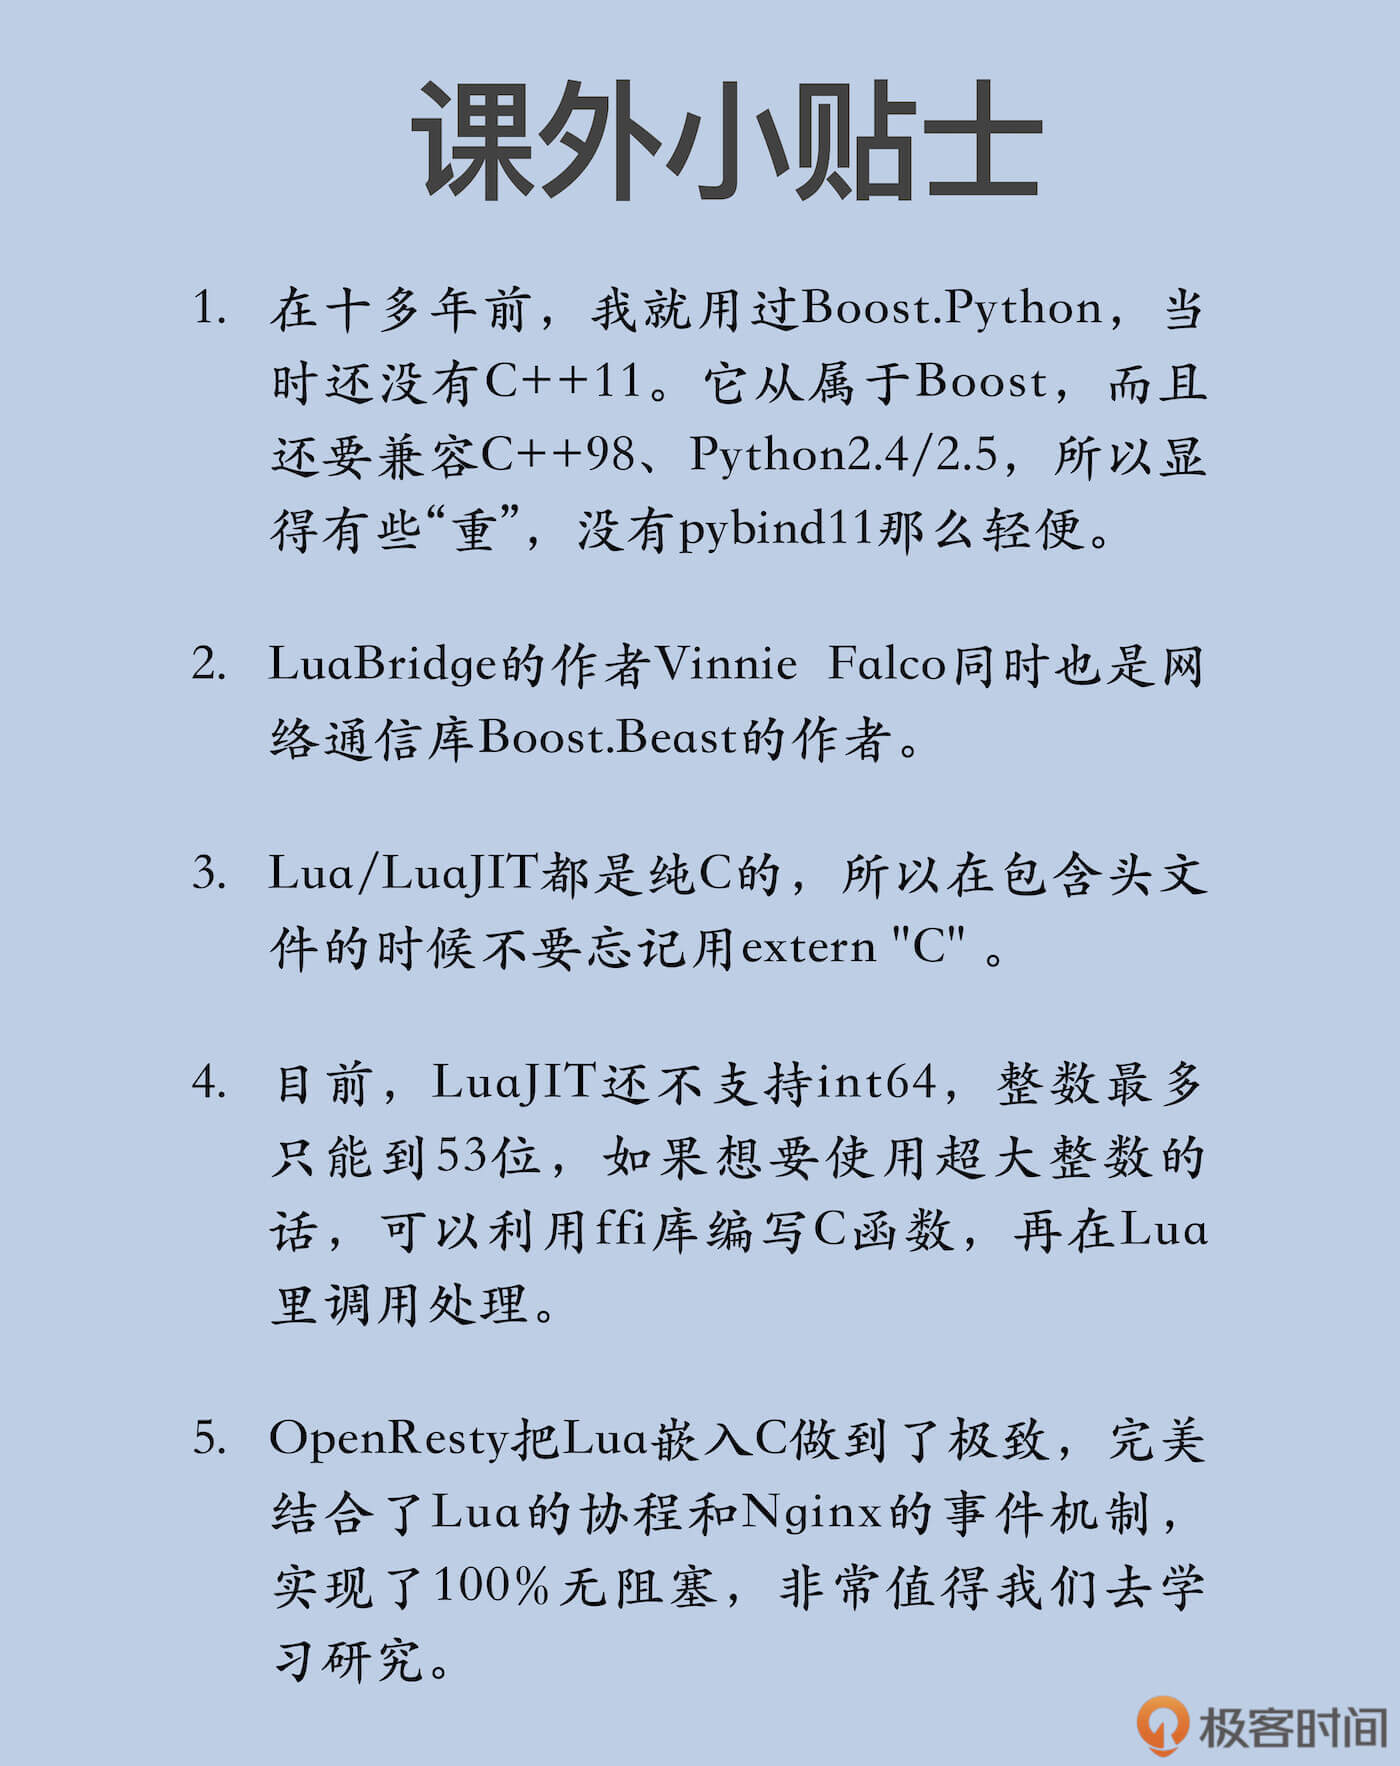 课外小贴士
1. 在十多年前，我就用过Boost.Python，当
时还没有C++11。它从属于Boost，而且
还要兼容C++98、Python2.4/2.5，所以显
得有些“重”，没有pybind11那么轻便。
2. LuaBridge的作者Vinnie Falco同时也是网
络通信库Boost.Beast的作者。
3. Lua/LuaJIT都是纯C的，所以在包含头文
件的时候不要忘记用extern "C" 。
4. 目前，LuaJIT还不支持int64，整数最多
只能到53位，如果想要使用超大整数的
话，可以利用ffi库编写C函数，再在Lua
里调用处理。
5. OpenResty把Lua嵌入C做到了极致，完美
结合了Lua的协程和Nginx的事件机制，
实现了100%无阻塞，非常值得我们去学
习研究。
极客时间